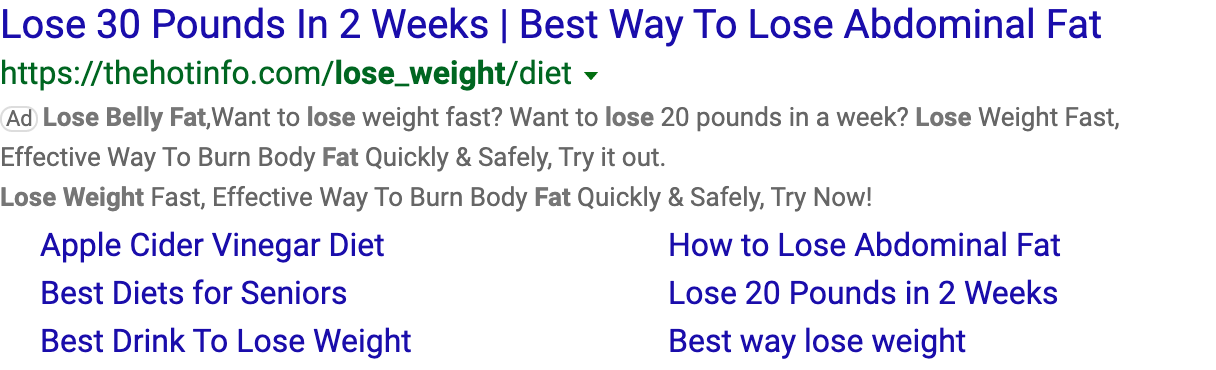 Lose 30 Pounds In 2 Weeks | Best Way To Lose Abdominal Fat
https://thehotinfo.com/lose_weight/diet
Ad Lose Belly Fat,Want to lose weight fast? Want to lose 20 pounds in a week? Lose Weight Fast,
Effective Way To Burn Body Fat Quickly & Safely, Try it out.
Lose Weight Fast, Effective Way To Burn Body Fat Quickly & Safely, Try Now!
Apple Cider Vinegar Diet How to Lose Abdominal Fat
Best Diets for Seniors Lose 20 Pounds in 2 Weeks
Best Drink To Lose Weight Best way lose weight